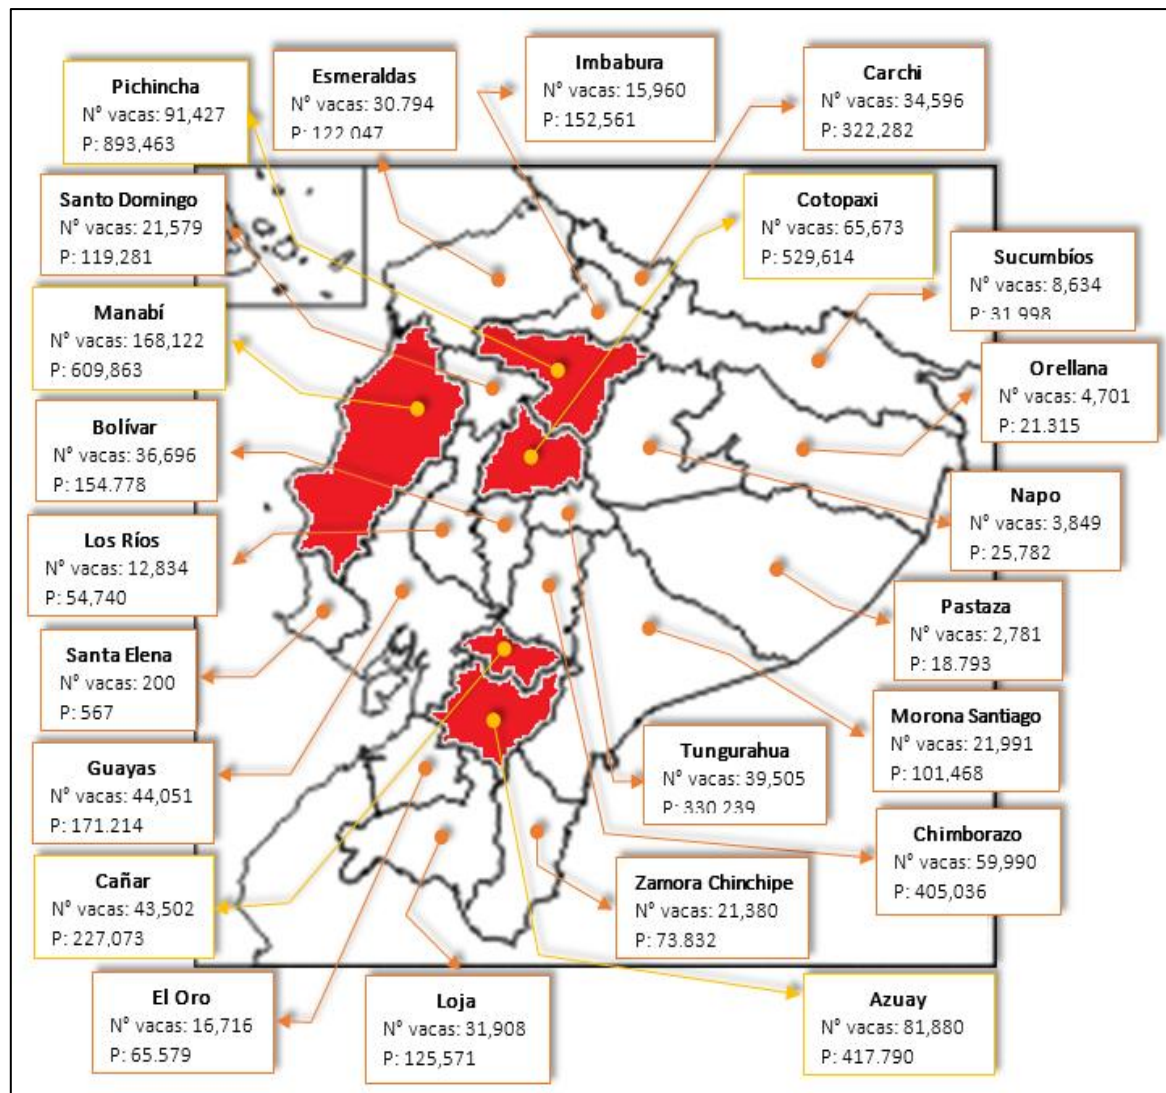 Pichincha
N° vacas: 91,427
P: 893,463
Esmeraldas
N° vacas: 30.794
P: 122.047
Imbabura
N° vacas: 15,960
P: 152,561
Carchi
N° vacas: 34,596
P: 322,282
Santo Domingo
N° vacas: 21,579
P: 119,281
Cotopaxi
N° vacas: 65,673
P: 529,614
Sucumbíos
N° vacas: 8,634
P: 31.998
Manabí
N° vacas: 168,122
P: 609,863
Orellana
N° vacas: 4,701
P: 21.315
Bolívar
N° vacas: 36,696
P: 154.778
Napo
N° vacas: 3,849
P: 25,782
Los Ríos
N° vacas: 12,834
P: 54,740
Pastaza
N° vacas: 2,781
P: 18.793
Santa Elena
N° vacas: 200
P: 567
Morona Santiago
N° vacas: 21,991
P: 101,468
Guayas
N° vacas: 44,051
P: 171.214
Tungurahua
N° vacas: 39,505
P: 330.239
Chimborazo
N° vacas: 59,990
P: 405,036
Cañar
N° vacas: 43,502
P: 227,073
Zamora Chinchipe
N° vacas: 21,380
P: 73.832
El Oro
N° vacas: 16,716
P: 65.579
Loja
N° vacas: 31,908
P: 125,571
Azuay
N° vacas: 81,880
P: 417.790